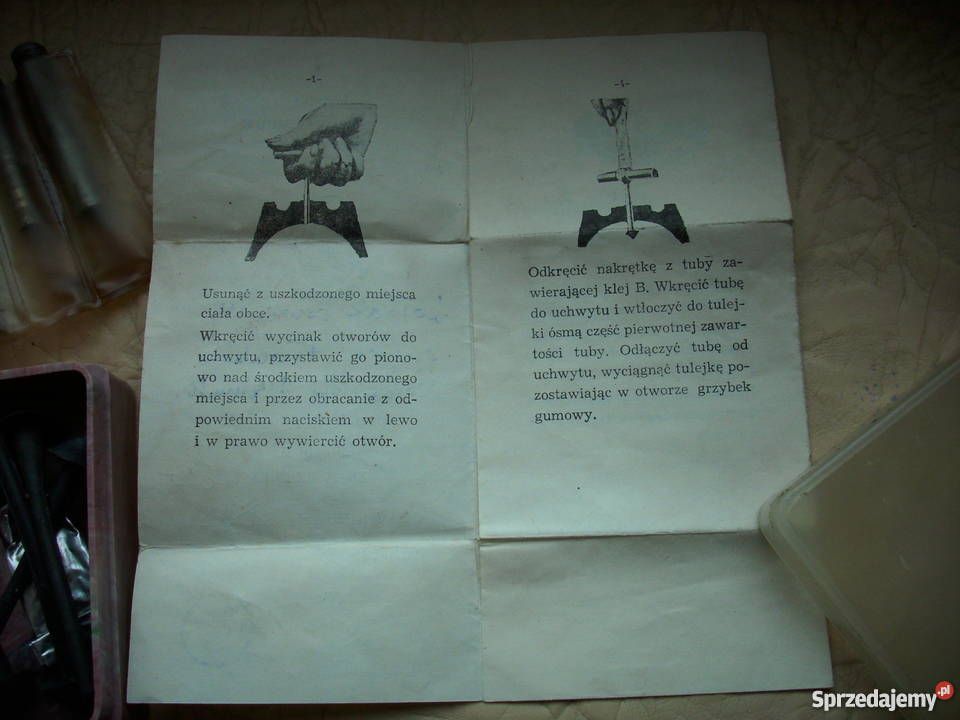 -1-
Usunąć z uszkodzonego miejsca
ciała obce.
Wkręcić wycinak otworów do
uchwytu, przystawić go piono-
wo nad środkiem uszkodzonego
miejsca i przez obracanie z od-
powiednim naciskiem w lewo
i w prawo wywiercić otwór.
-4-
Odkręcić nakrętkę z tuby za-
wierającej klej B. Wkręcić tubę
do uchwytu i wtłoczyć do tulej-
ki ósmą część pierwotnej zawar-
tości tuby. Odłączyć tubę od
uchwytu, wyciągnąć tulejkę po-
zostawiając w otworze grzybek
gumowy.
Sprzedajemy.pl